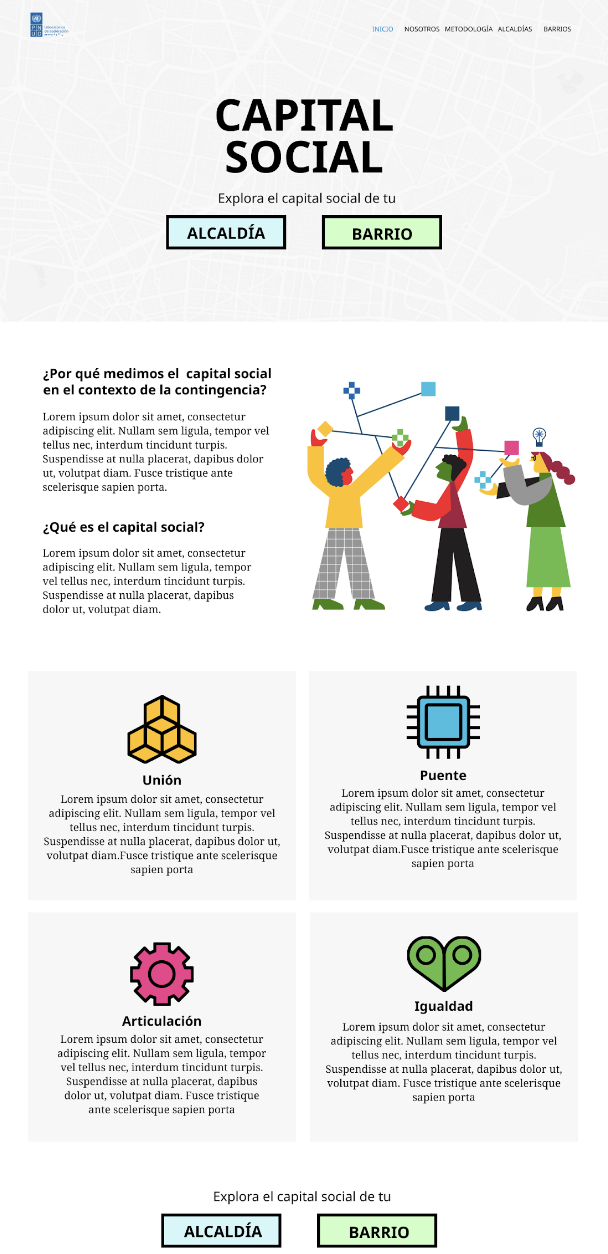 INICIO NOSOTROS METODOLOGÍA ALCALDÍAS BARRIOS
CAPITAL
SOCIAL
Explora el capital social de tu
ALCALDÍA BARRIO
¿Por qué medimos el  capital social
en el contexto de la contingencia?
Lorem ipsum dolor sit amet, consectetur
adipiscing elit. Nullam sem ligula, tempor vel
tellus nec, interdum tincidunt turpis.
Suspendisse at nulla placerat, dapibus dolor
ut, volutpat diam. Fusce tristique ante
scelerisque sapien porta.
¿Qué es el capital social?
Lorem ipsum dolor sit amet, consectetur
adipiscing elit. Nullam sem ligula, tempor
vel tellus nec, interdum tincidunt turpis.
Suspendisse at nulla placerat, dapibus
dolor ut, volutpat diam.
Unión
Lorem ipsum dolor sit amet, consectetur
adipiscing elit. Nullam sem ligula, tempor vel
tellus nec, interdum tincidunt turpis.
Suspendisse at nulla placerat, dapibus dolor ut,
volutpat diam.Fusce tristique ante scelerisque
sapien porta
Puente
Lorem ipsum dolor sit amet, consectetur
adipiscing elit. Nullam sem ligula, tempor vel
tellus nec, interdum tincidunt turpis.
Suspendisse at nulla placerat, dapibus dolor ut,
volutpat diam.Fusce tristique ante scelerisque
sapien porta
Articulación
Lorem ipsum dolor sit amet, consectetur
adipiscing elit. Nullam sem ligula, tempor
vel tellus nec, interdum tincidunt turpis.
Suspendisse at nulla placerat, dapibus
dolor ut, volutpat diam. Fusce tristique
ante scelerisque sapien porta
Igualdad
Lorem ipsum dolor sit amet, consectetur
adipiscing elit. Nullam sem ligula, tempor vel
tellus nec, interdum tincidunt turpis.
Suspendisse at nulla placerat, dapibus dolor ut,
volutpat diam. Fusce tristique ante scelerisque
sapien porta
Explora el capital social de tu
ALCALDÍA BARRIO